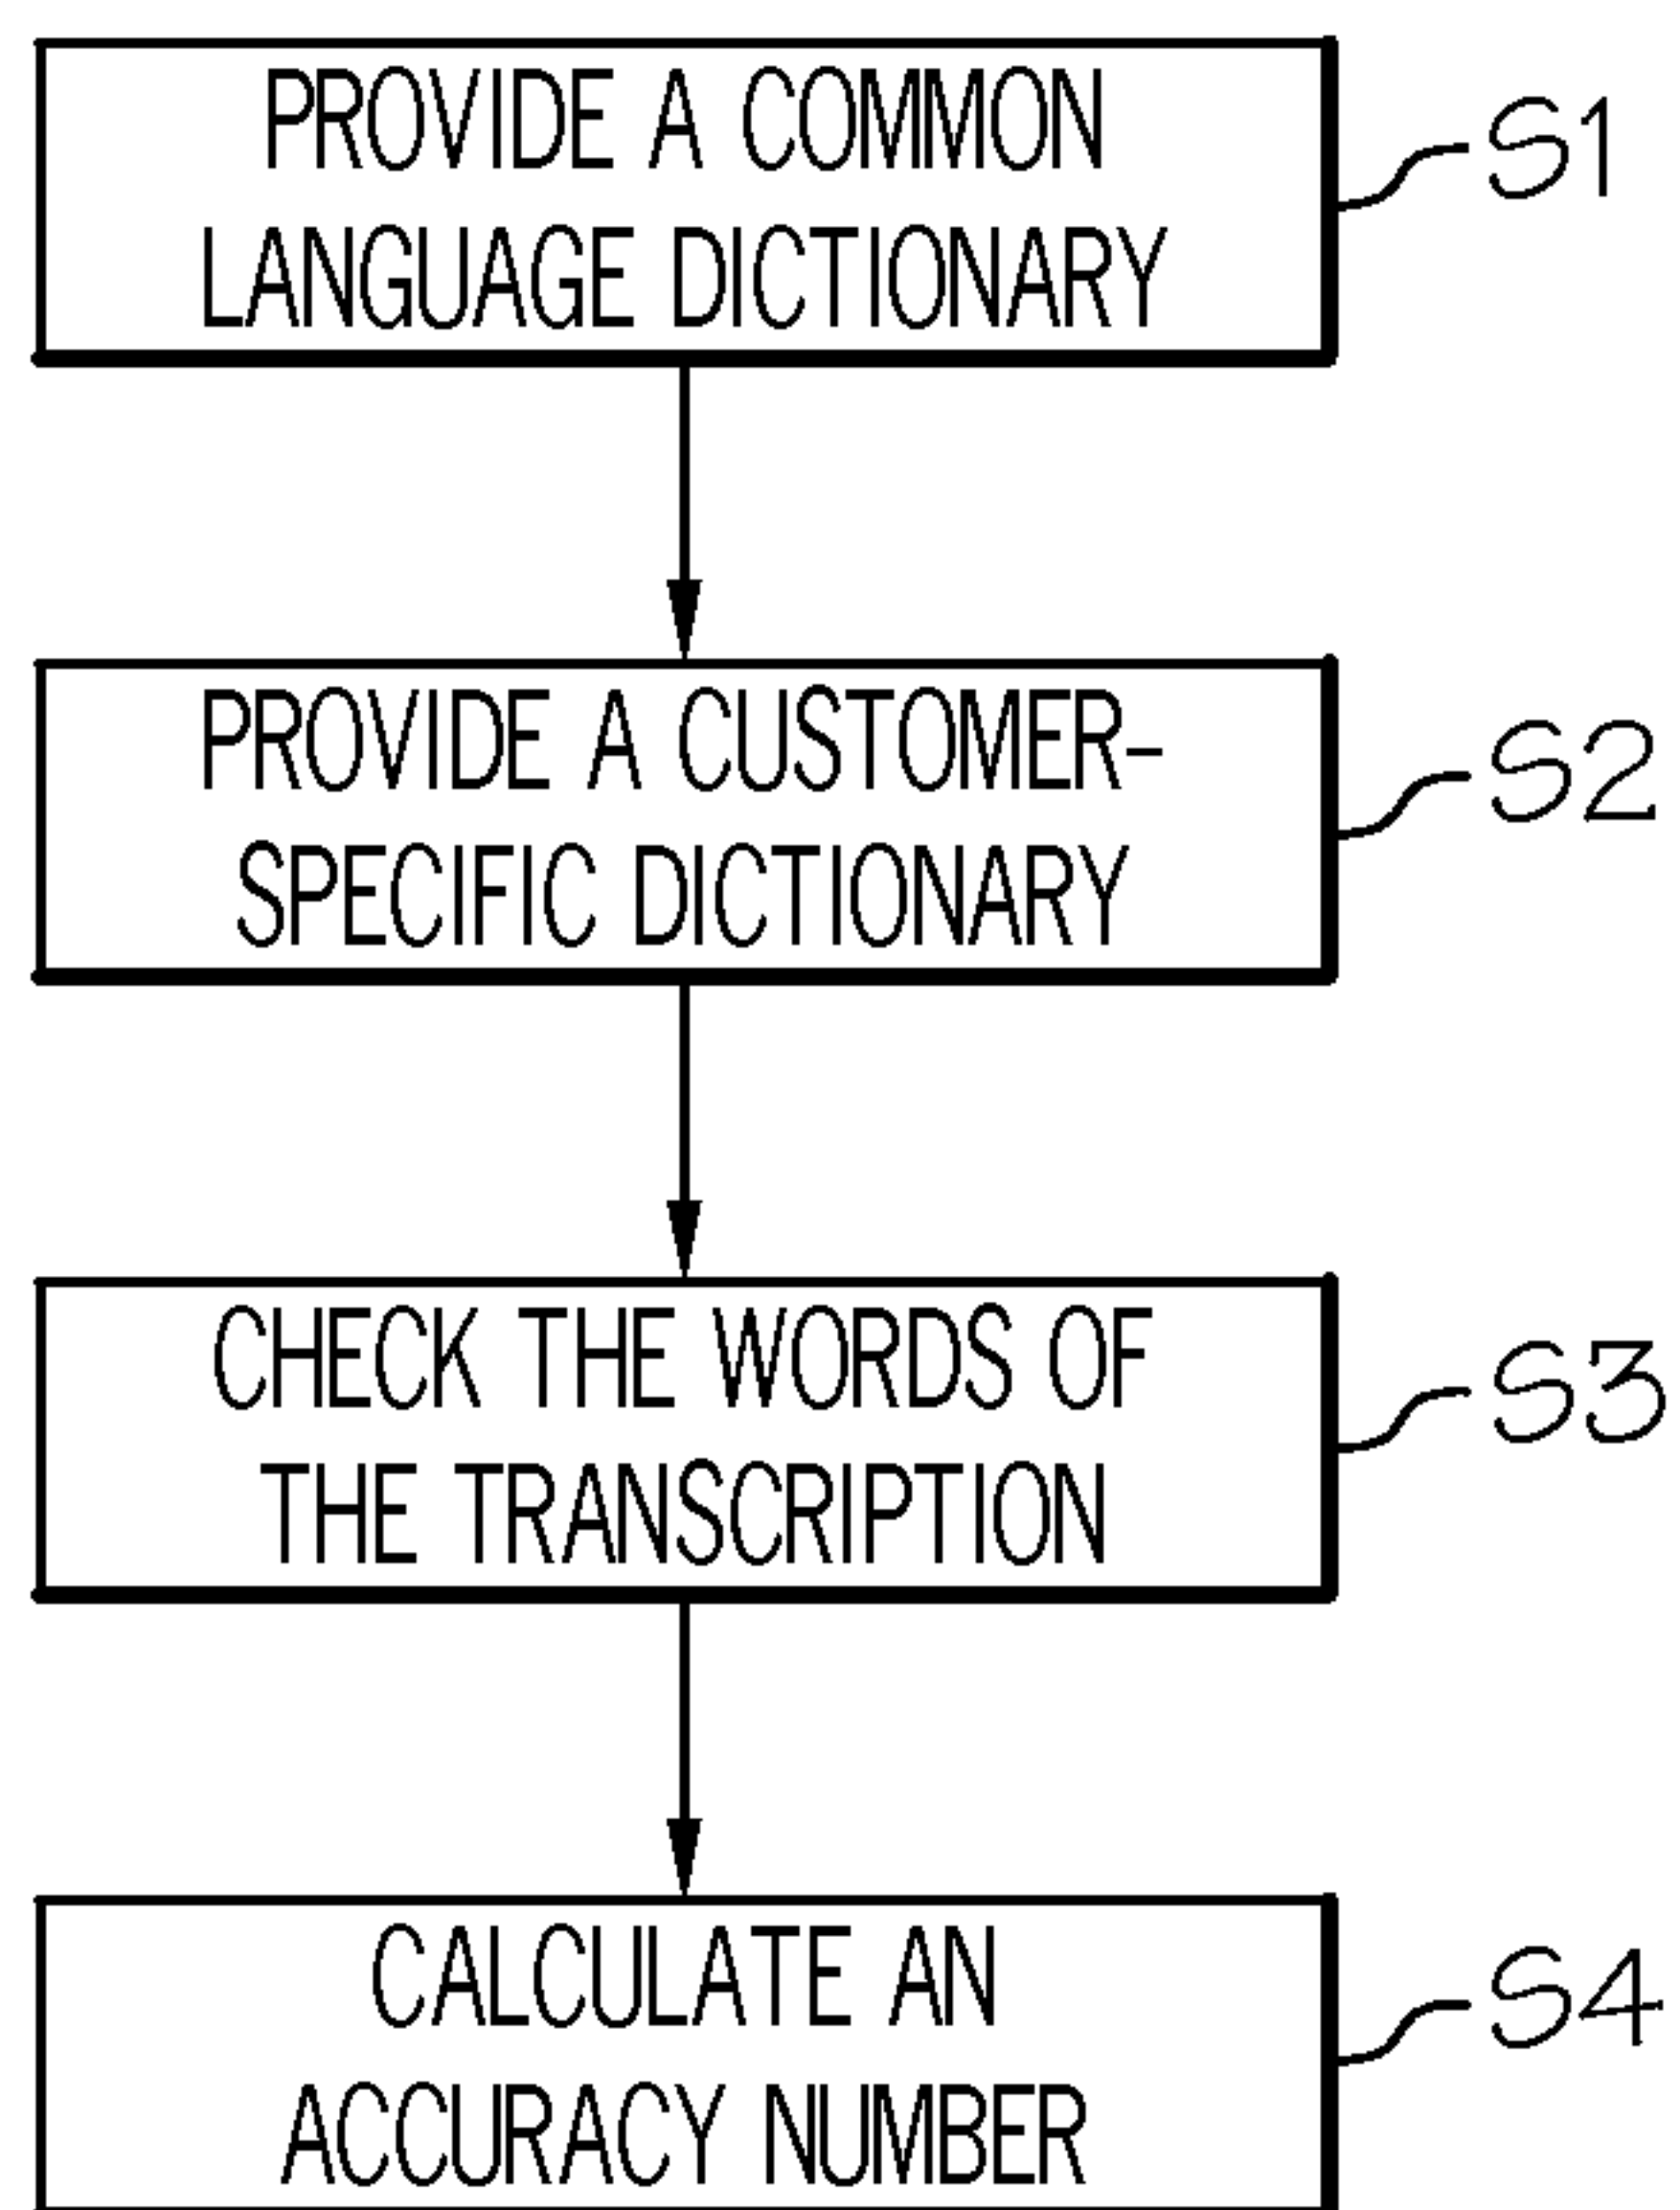 PROVIDE A COMMON
LANGUAGE DICTIONARY
S1
PROVIDE A CUSTOMER-
SPECIFIC DICTIONARY
S2
CHECK THE WORDS OF
THE TRANSCRIPTION
S3
CALCULATE AN
ACCURACY NUMBER
S4